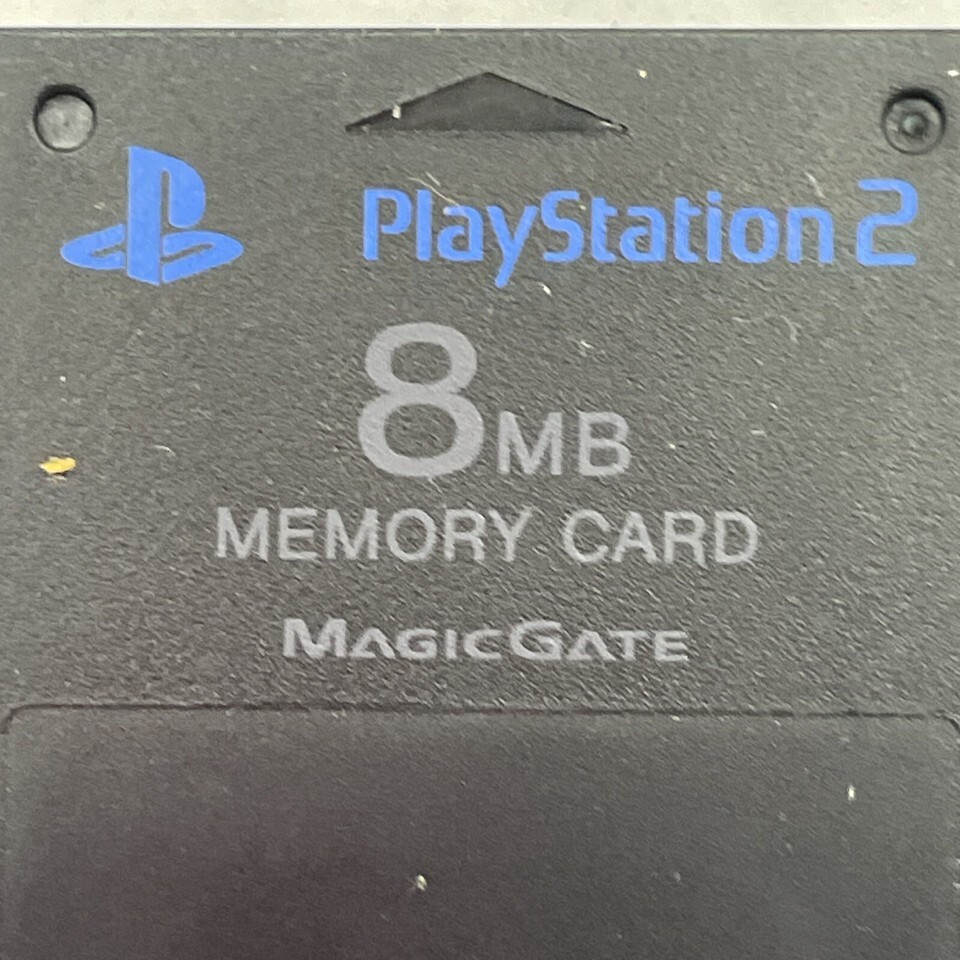 PlayStation 2
8MB
MEMORY CARD
MAGICGATE